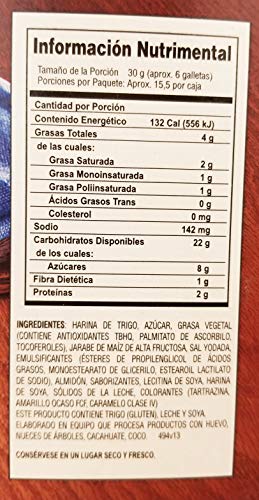 Información Nutrimental
Tamaño de la Porción 30 g (aprox. 6 galletas)
Porciones por Paquete: Aprox. 15,5 por caja
Cantidad por Porción
Contenido Energético 132 Cal (556 kJ)
Grasas Totales 4 g
de las cuales:
Grasa Saturada 2 g
Grasa Monoinsaturada 1 g
Grasa Poliinsaturada 1 g
Ácidos Grasos Trans 0 g
Colesterol 0 mg
Sodio 142 mg
Carbohidratos Disponibles 22 g
de los cuales:
Azúcares 8 g
Fibra Dietética 1 g
Proteínas 2 g
INGREDIENTES: HARINA DE TRIGO, AZÚCAR, GRASA VEGETAL
(CONTIENE ANTIOXIDANTES TBHQ, PALMITATO DE ASCORBILO,
TOCOFEROLES), JARABE DE MAÍZ DE ALTA FRUCTOSA, SAL YODADA,
EMULSIFICANTES (ÉSTERES DE PROPILENGLICOL DE ÁCIDOS
GRASOS, MONOESTEARATO DE GLICERILO, ESTEAROIL LACTILATO
DE SODIO), ALMIDÓN, SABORIZANTES, LECITINA DE SOYA, HARINA
DE SOYA, SÓLIDOS DE LA LECHE, COLORANTES (TARTRAZINA,
AMARILLO OCASO FCF, CARAMELO CLASE IV)
ESTE PRODUCTO CONTIENE TRIGO (GLUTEN), LECHE Y SOYA.
ELABORADO EN EQUIPO QUE PROCESA PRODUCTOS CON HUEVO,
NUECES DE ÁRBOLES, CACAHUATE, COCO. 494v13
CONSÉRVESE EN UN LUGAR SECO Y FRESCO.